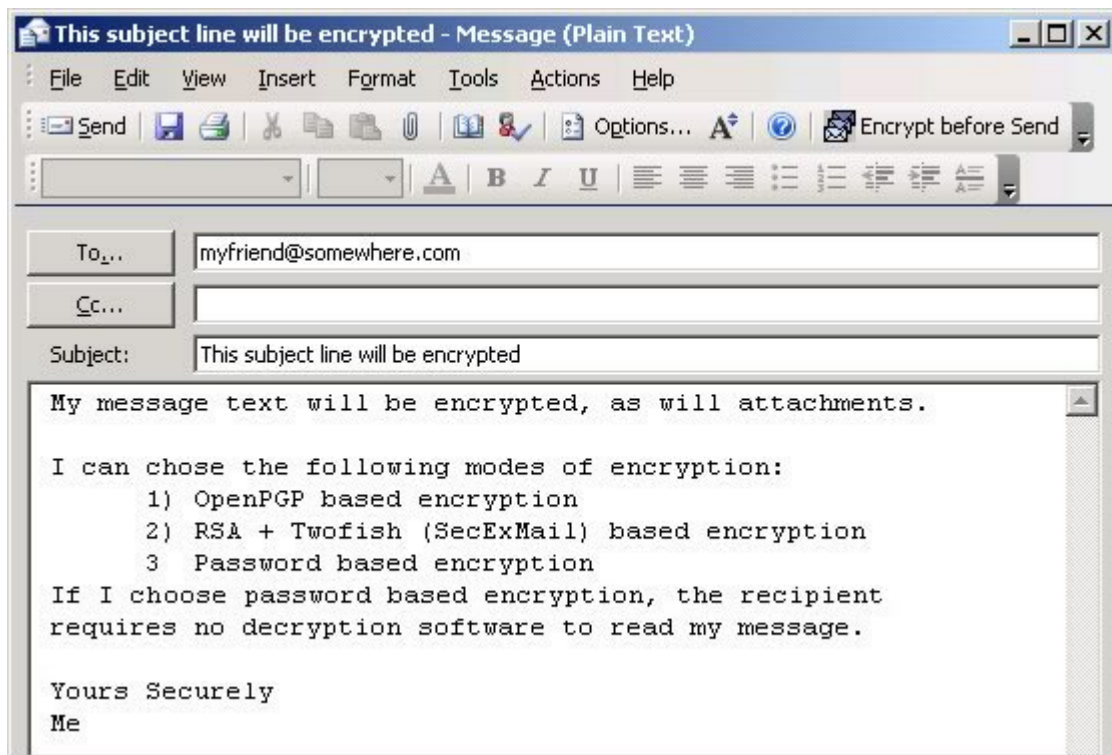 This subject line will be encrypted - Message (Plain Text)
File Edit View Insert Format Tools Actions Help
Send Options... A Encrypt before Send
A B I U
To... myfriend@somewhere.com
Cc...
Subject: This subject line will be encrypted
My message text will be encrypted, as will attachments.
I can chose the following modes of encryption:
1) OpenPGP based encryption
2) RSA + Twofish (SecExMail) based encryption
3 Password based encryption
If I choose password based encryption, the recipient
requires no decryption software to read my message.
Yours Securely
Me